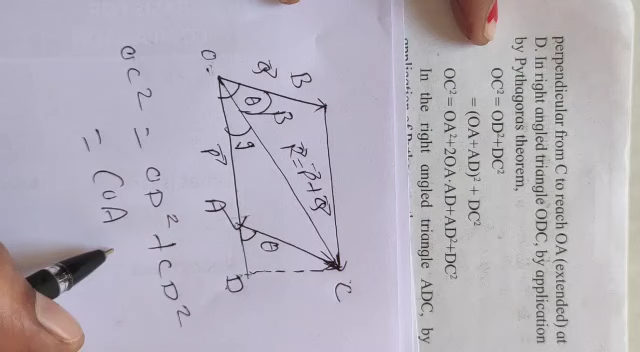 perpendicular from C to reach OA (extended) at
D. In right angled triangle ODC, by application
by Pythagoras theorem,
OC² = OD²+DC²
= (OA+AD)² + DC²
OC² = OA²+2OA·AD+AD²+DC²
In the right angled triangle ADC, by
B
C
Q⃗
R⃗=P⃗+Q⃗
θ
β
θ
O
P⃗
A
D
OC2 = OD² + CD²
= (OA